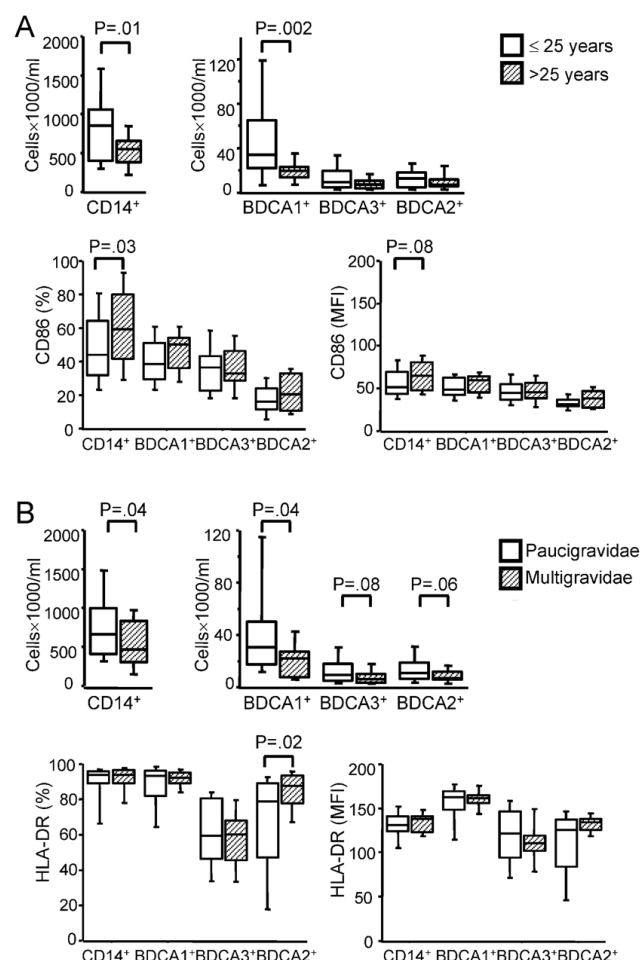 A
P=.01
Cells×1000/ml
2000
1500
1000
500
0
CD14⁺
P=.002
Cells×1000/ml
120
80
40
0
BDCA1⁺ BDCA3⁺ BDCA2⁺
≤ 25 years
>25 years
P=.03
CD86 (%)
100
80
60
40
20
0
CD14⁺ BDCA1⁺ BDCA3⁺ BDCA2⁺
P=.08
CD86 (MFI)
200
150
100
50
0
CD14⁺ BDCA1⁺ BDCA3⁺ BDCA2⁺
B
P=.04
Cells×1000/ml
2000
1500
1000
500
0
CD14⁺
P=.04
P=.08
P=.06
Cells×1000/ml
120
80
40
0
BDCA1⁺ BDCA3⁺ BDCA2⁺
Paucigravidae
Multigravidae
P=.02
HLA-DR (%)
100
80
60
40
20
0
CD14⁺ BDCA1⁺ BDCA3⁺ BDCA2⁺
HLA-DR (MFI)
200
150
100
50
0
CD14⁺ BDCA1⁺ BDCA3⁺ BDCA2⁺